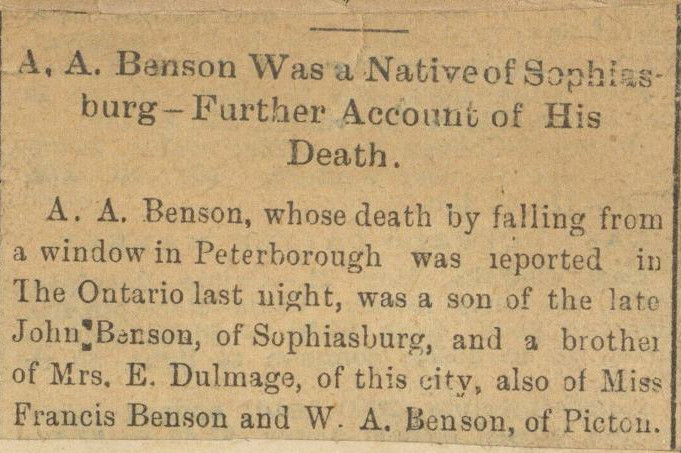 A. A. Benson Was a Native of Sophias-
burg—Further Account of His
Death.
A. A. Benson, whose death by falling from
a window in Peterborough was reported in
The Ontario last night, was a son of the late
John Benson, of Sophiasburg, and a brother
of Mrs. E. Dulmage, of this city, also of Miss
Francis Benson and W. A. Benson, of Picton.